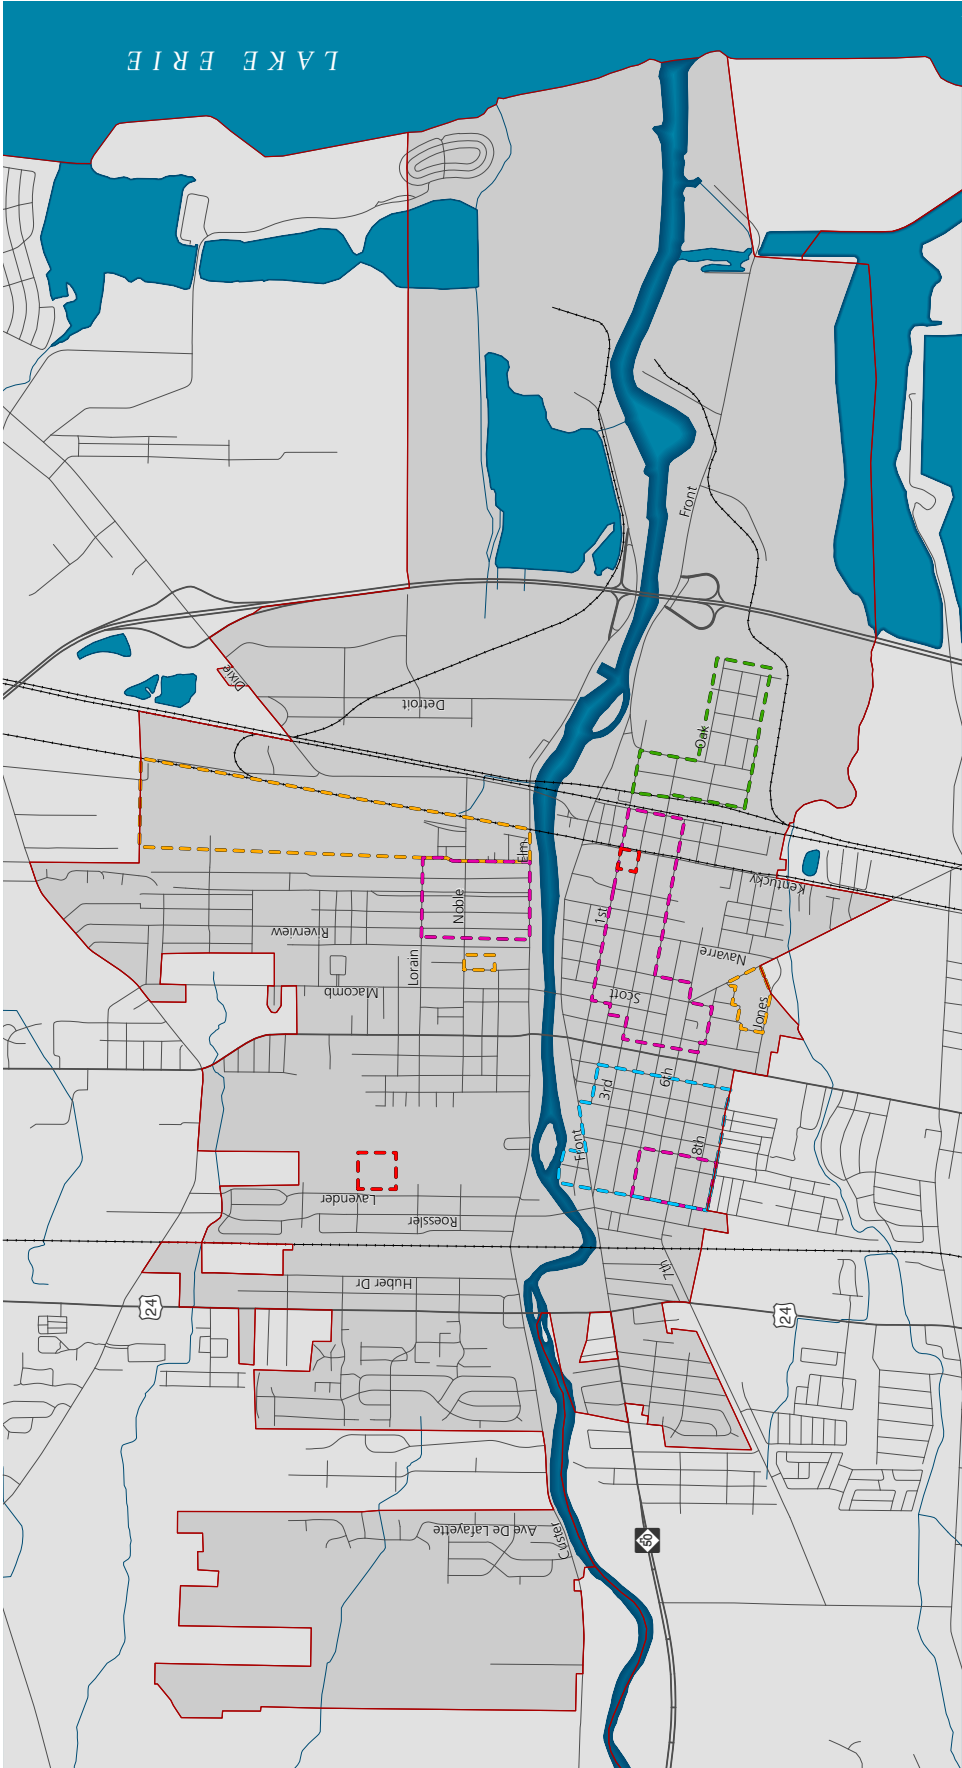 LAKE ERIE
Front
Dixie
Detroit
Oak
Elm
Kentucky
Noble
1st
Riverview
Navarre
Lorain
Macomb
Scott
Jones
6th
3rd
Front
8th
Lavender
Roessler
7th
Huber Dr
24
24
Ave De Lafayette
Custer
50